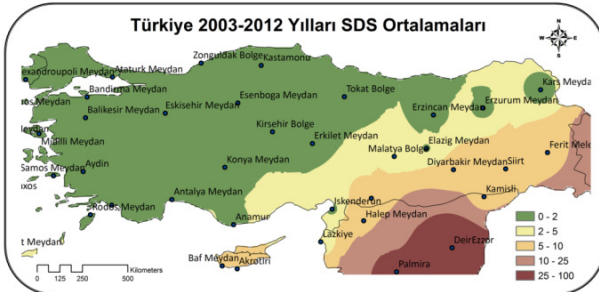 Türkiye 2003-2012 Yılları SDS Ortalamaları
N
W E
S
Zonguldak Bolge
Kastamonu
Ataturk Meydan
exandroupoli Meydan
Kars Meyda
Bandirma Meydan
Esenboga Meydan
Tokat Bolge
Erzurum Meydan
os Meydan
Balikesir Meydan
Eskisehir Meydan
Erzincan Meydan
Kirsehir Bolge
Midilli Meydan
Erkilet Meydan
Elazig Meydan
Malatya Bolge
Ferit Mele
Samos Meydan
Aydin
Konya Meydan
Diyarbakir Meydan
Siirt
Kamisli
Antalya Meydan
Iskenderun
Rodos Meydan
Halep Meydan
Anamur
Lazkiye
DeirEzzor
t Meydan
Baf Meydan
Akrotiri
Palmira
0 - 2
2 - 5
5 - 10
10 - 25
25 - 100
0 125 250 500
Kilometers